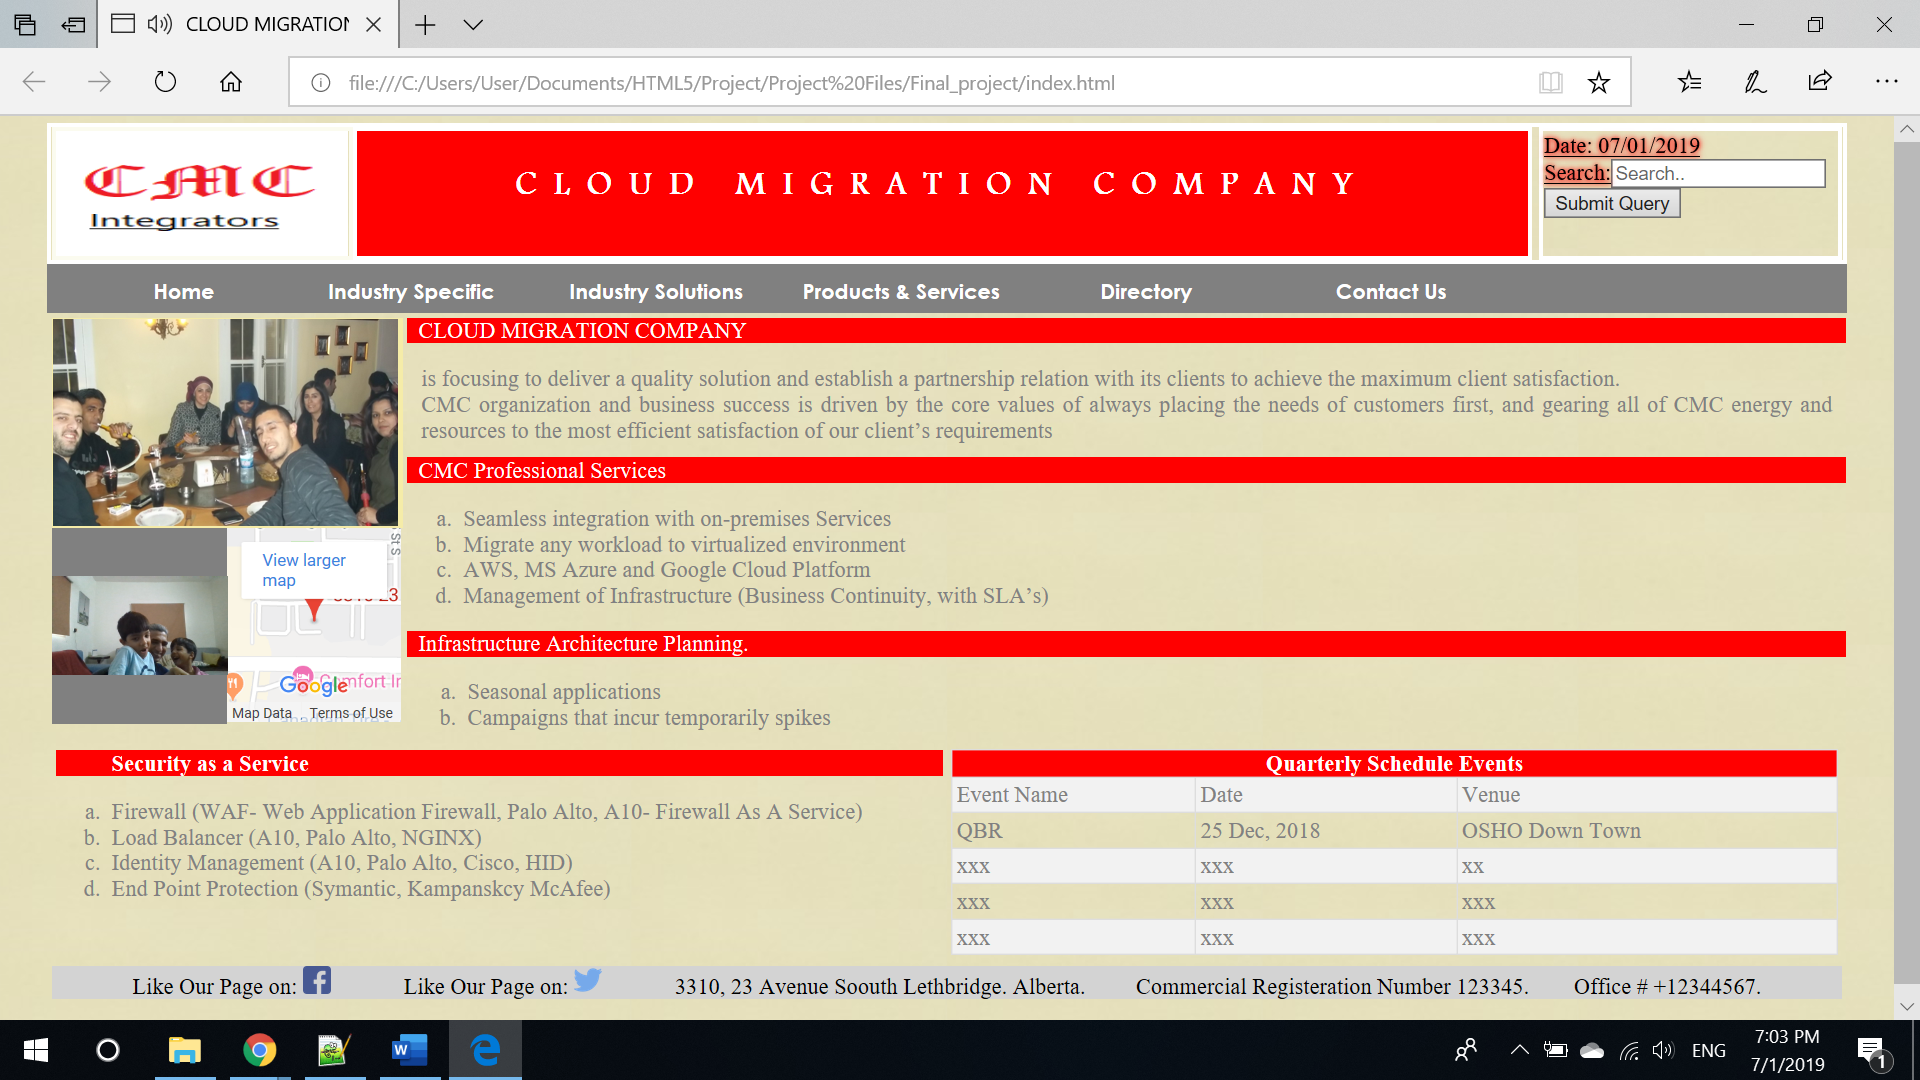 CLOUD MIGRATION
file:///C:/Users/User/Documents/HTML5/Project/Project%20Files/Final_project/index.html
CMC
Integrators
CLOUD MIGRATION COMPANY
Date: 07/01/2019
Search: Search..
Submit Query
Home Industry Specific Industry Solutions Products & Services Directory Contact Us
CLOUD MIGRATION COMPANY
is focusing to deliver a quality solution and establish a partnership relation with its clients to achieve the maximum client satisfaction.
CMC organization and business success is driven by the core values of always placing the needs of customers first, and gearing all of CMC energy and
resources to the most efficient satisfaction of our client’s requirements
CMC Professional Services
a. Seamless integration with on-premises Services
b. Migrate any workload to virtualized environment
c. AWS, MS Azure and Google Cloud Platform
d. Management of Infrastructure (Business Continuity, with SLA’s)
View larger
map
Google
Map Data Terms of Use
Infrastructure Architecture Planning.
a. Seasonal applications
b. Campaigns that incur temporarily spikes
Security as a Service
a. Firewall (WAF- Web Application Firewall, Palo Alto, A10- Firewall As A Service)
b. Load Balancer (A10, Palo Alto, NGINX)
c. Identity Management (A10, Palo Alto, Cisco, HID)
d. End Point Protection (Symantic, Kampanskcy McAfee)
Quarterly Schedule Events
Event Name Date Venue
QBR 25 Dec, 2018 OSHO Down Town
xxx xxx xx
xxx xxx xxx
xxx xxx xxx
Like Our Page on: Like Our Page on: 3310, 23 Avenue Soouth Lethbridge. Alberta. Commercial Registeration Number 123345. Office # +12344567.
ENG
7:03 PM
7/1/2019
1